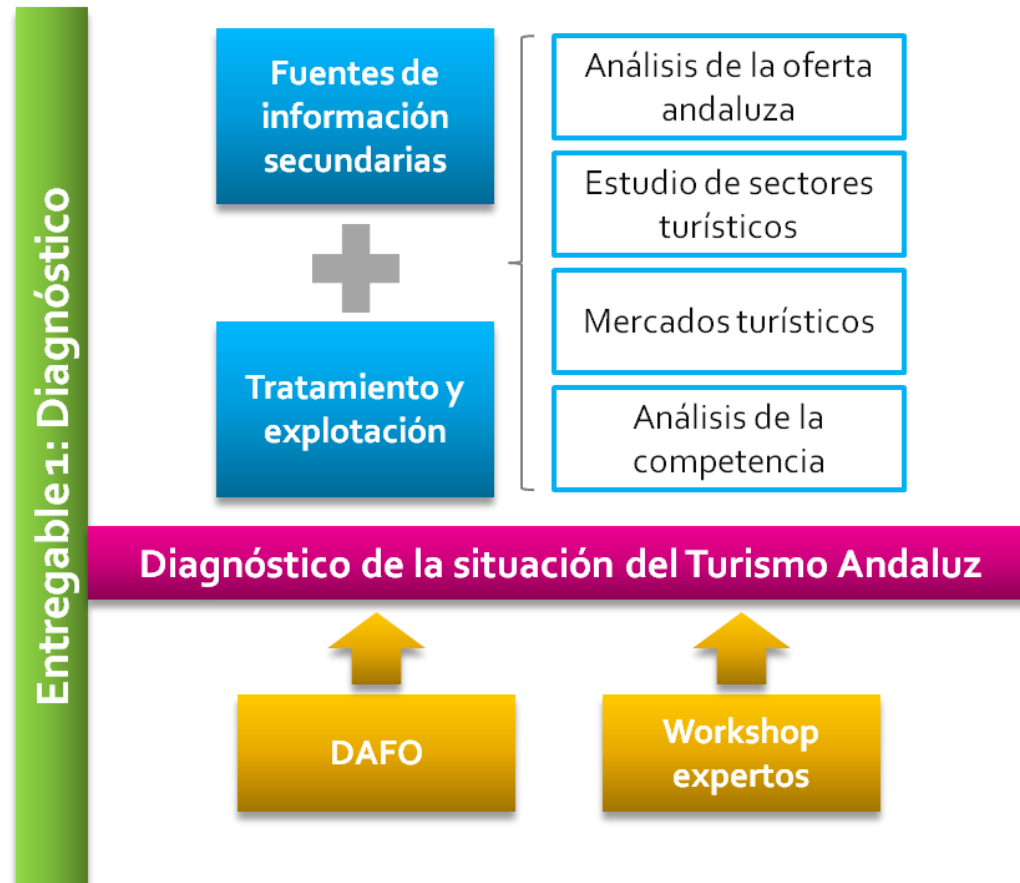 Entregable 1: Diagnóstico
Fuentes de
información
secundarias
Tratamiento y
explotación
Análisis de la oferta
andaluza
Estudio de sectores
turísticos
Mercados turísticos
Análisis de la
competencia
Diagnóstico de la situación del Turismo Andaluz
DAFO
Workshop
expertos